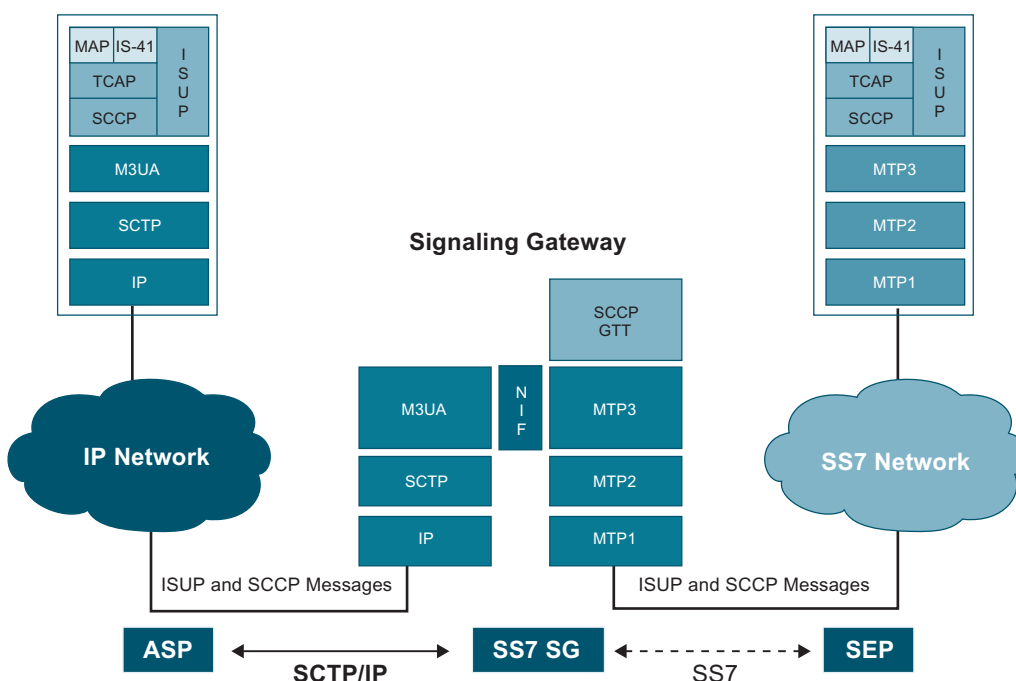 MAP IS-41
I
S
U
P
TCAP
SCCP
M3UA
SCTP
IP
MAP IS-41
I
S
U
P
TCAP
SCCP
MTP3
MTP2
MTP1
Signaling Gateway
SCCP
GTT
M3UA
N
I
F
MTP3
SCTP
MTP2
IP
MTP1
IP Network
SS7 Network
ISUP and SCCP Messages
ISUP and SCCP Messages
ASP
SCTP/IP
SS7 SG
SS7
SEP